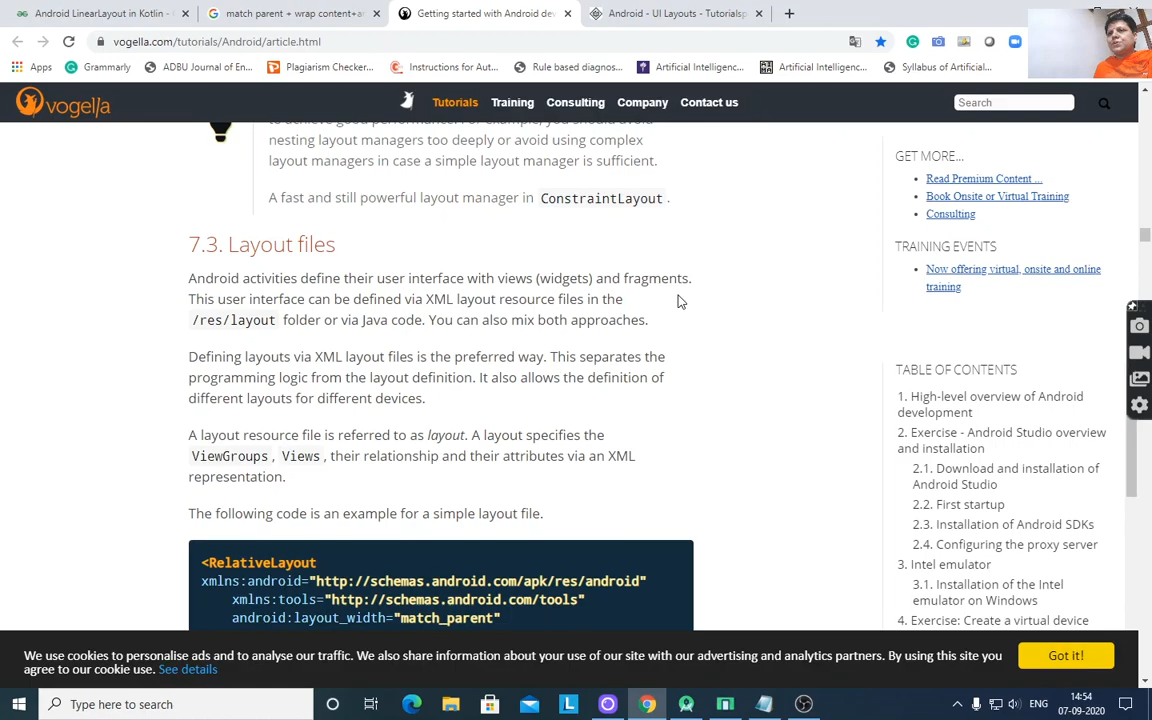 Android LinearLayout in Kotlin -
match parent + wrap content+a
Getting started with Android dev
Android - UI Layouts - Tutorialsp
vogella.com/tutorials/Android/article.html
Apps
Grammarly
ADBU Journal of En...
Plagiarism Checker...
Instructions for Aut...
Rule based diagnos...
Artificial Intelligenc...
Artificial Intelligenc...
Syllabus of Artificial...
vogella
Tutorials
Training
Consulting
Company
Contact us
Search
to achieve good performance. For example, you should avoid
nesting layout managers too deeply or avoid using complex
layout managers in case a simple layout manager is sufficient.
A fast and still powerful layout manager in ConstraintLayout .
7.3. Layout files
Android activities define their user interface with views (widgets) and fragments.
This user interface can be defined via XML layout resource files in the
/res/layout folder or via Java code. You can also mix both approaches.
Defining layouts via XML layout files is the preferred way. This separates the
programming logic from the layout definition. It also allows the definition of
different layouts for different devices.
A layout resource file is referred to as layout. A layout specifies the
ViewGroups , Views , their relationship and their attributes via an XML
representation.
The following code is an example for a simple layout file.
<RelativeLayout
xmlns:android="http://schemas.android.com/apk/res/android"
xmlns:tools="http://schemas.android.com/tools"
android:layout_width="match_parent"
GET MORE...
Read Premium Content ...
Book Onsite or Virtual Training
Consulting
TRAINING EVENTS
Now offering virtual, onsite and online
training
TABLE OF CONTENTS
1. High-level overview of Android
development
2. Exercise - Android Studio overview
and installation
2.1. Download and installation of
Android Studio
2.2. First startup
2.3. Installation of Android SDKs
2.4. Configuring the proxy server
3. Intel emulator
3.1. Installation of the Intel
emulator on Windows
4. Exercise: Create a virtual device
We use cookies to personalise ads and to analyse our traffic. We also share information about your use of our site with our advertising and analytics partners. By using this site you
agree to our cookie use. See details
Got it!
Type here to search
ENG
14:54
07-09-2020